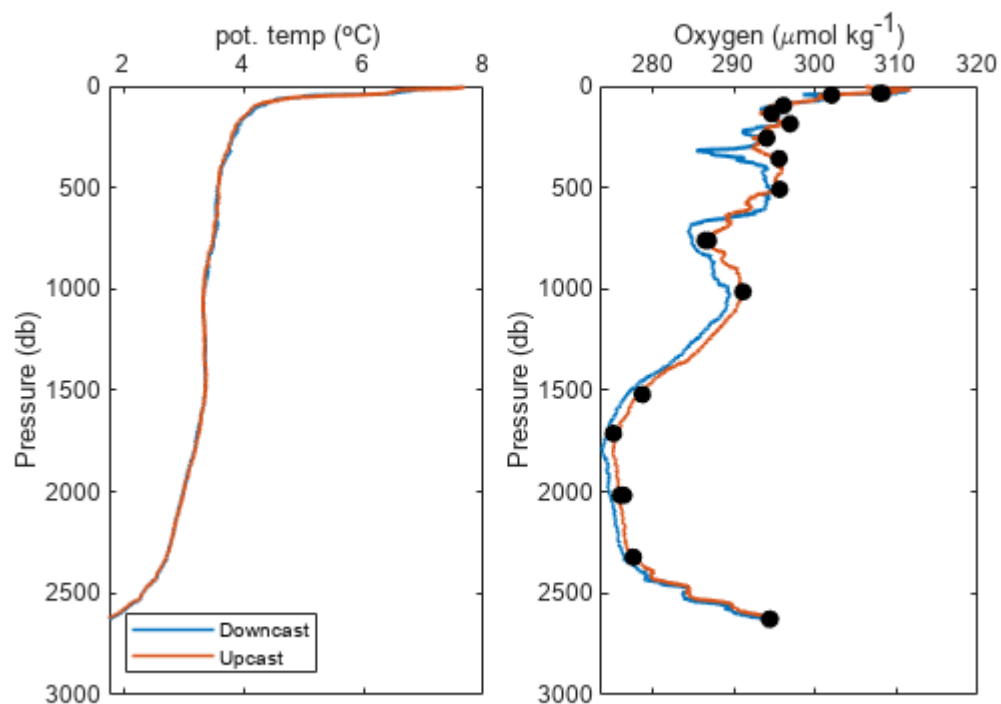 pot. temp (ºC)
2 4 6 8
0
500
1000
1500
2000
2500
3000
Pressure (db)
Downcast
Upcast
Oxygen (μmol kg⁻¹)
280 290 300 310 320
0
500
1000
1500
2000
2500
3000
Pressure (db)